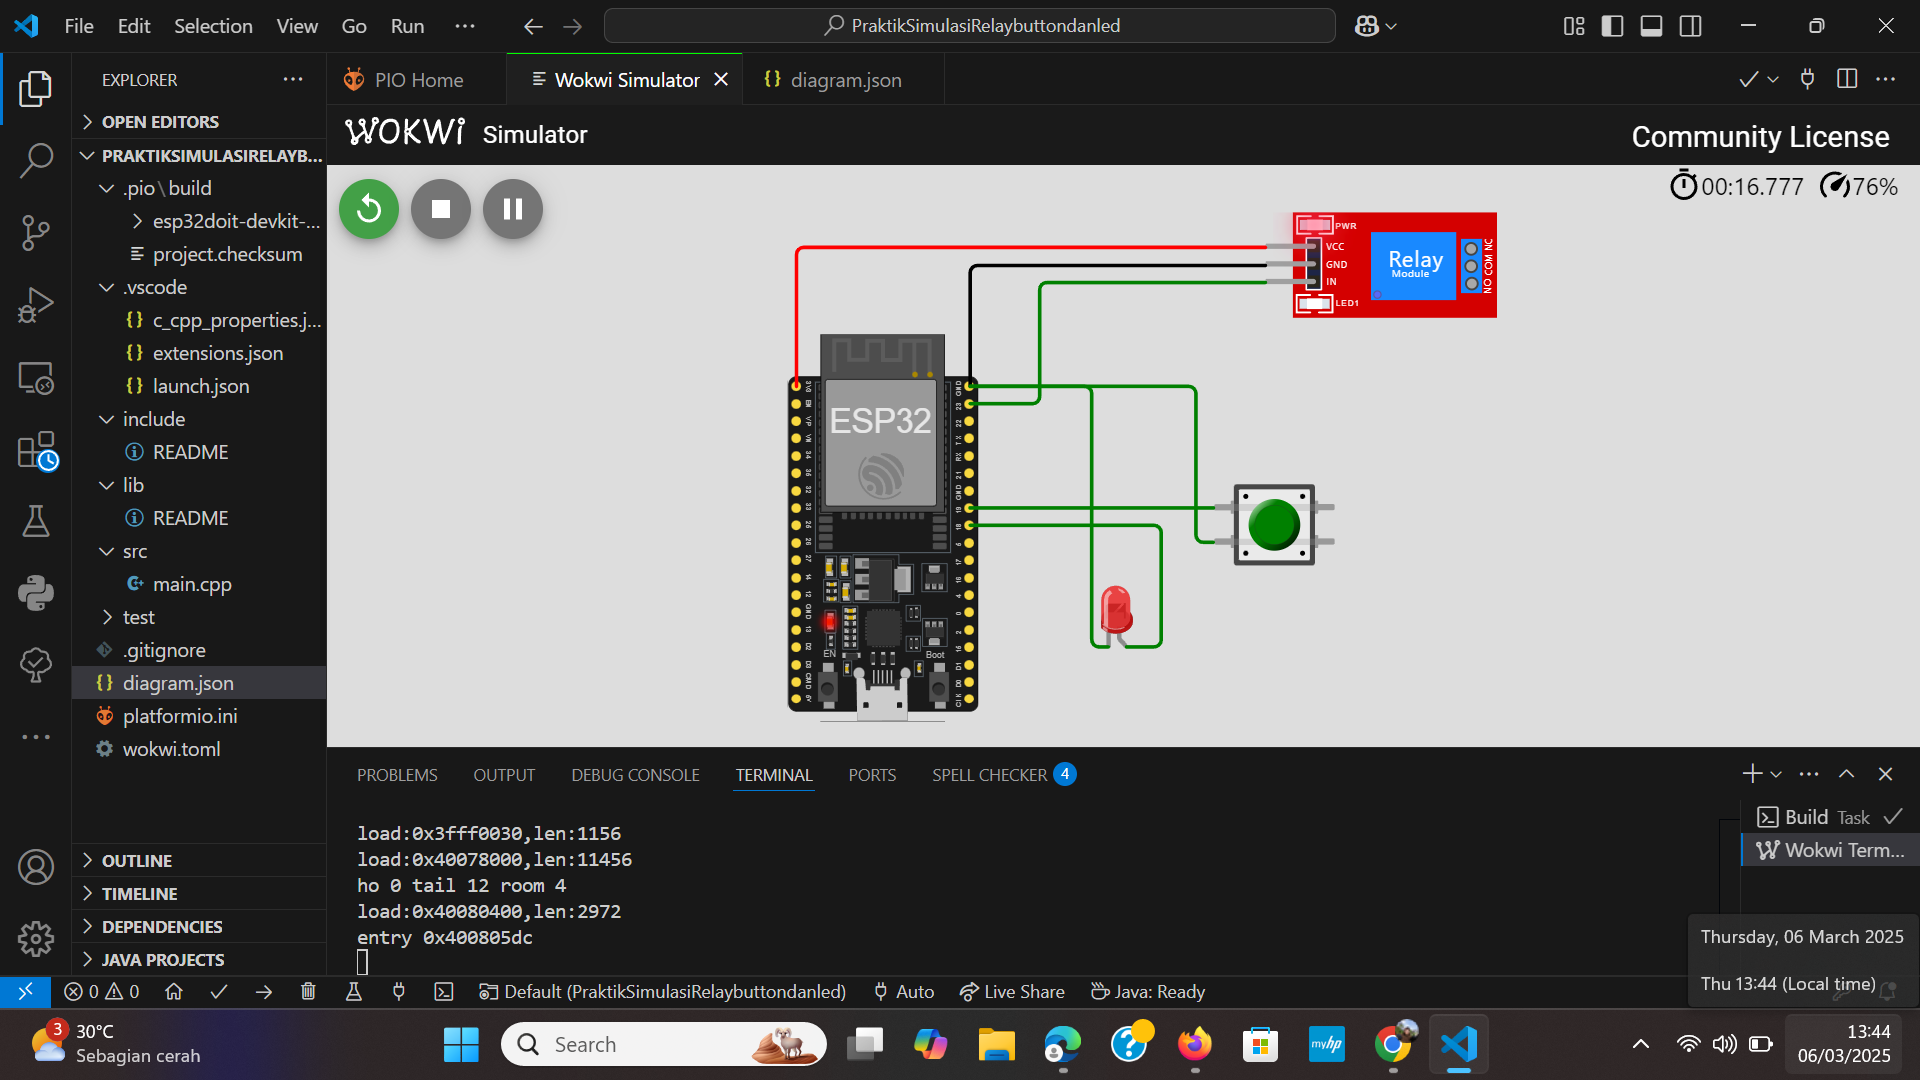 File Edit Selection View Go Run ···
PraktikSimulasiRelaybuttondanled
EXPLORER
OPEN EDITORS
PRAKTIKSIMULASIRELAYB...
.pio\build
esp32doit-devkit-...
project.checksum
.vscode
c_cpp_properties.j...
extensions.json
launch.json
include
README
lib
README
src
main.cpp
test
.gitignore
diagram.json
platformio.ini
wokwi.toml
OUTLINE
TIMELINE
DEPENDENCIES
JAVA PROJECTS
PIO Home
Wokwi Simulator
diagram.json
WOKWi Simulator
Community License
00:16.777 76%
PWR
VCC
GND
IN
LED1
Relay
Module
NO COM NC
ESP32
EN
Boot
PROBLEMS OUTPUT DEBUG CONSOLE TERMINAL PORTS SPELL CHECKER 4
load:0x3fff0030,len:1156
load:0x40078000,len:11456
ho 0 tail 12 room 4
load:0x40080400,len:2972
entry 0x400805dc
Build Task
Wokwi Term...
Thursday, 06 March 2025
Thu 13:44 (Local time)
0 0 Default (PraktikSimulasiRelaybuttondanled) Auto Live Share Java: Ready
3
30°C
Sebagian cerah
Search
myhp
13:44
06/03/2025